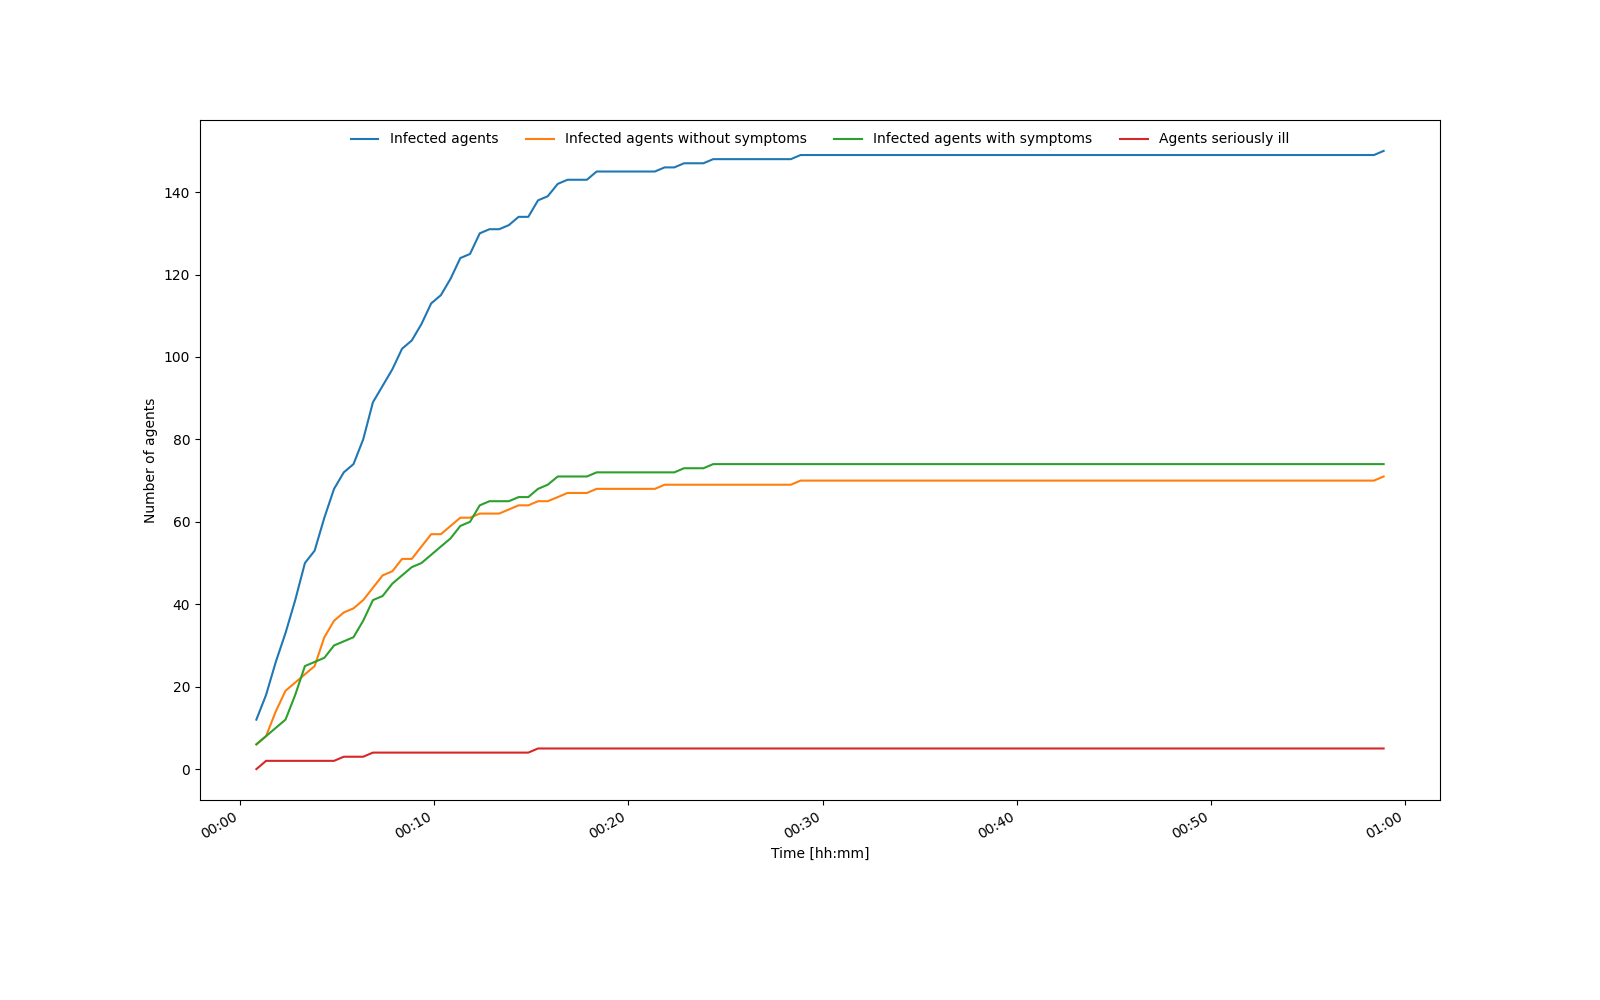 Infected agents Infected agents without symptoms Infected agents with symptoms Agents seriously ill
140
120
100
80
60
40
20
0
Number of agents
00:00 00:10 00:20 00:30 00:40 00:50 01:00
Time [hh:mm]